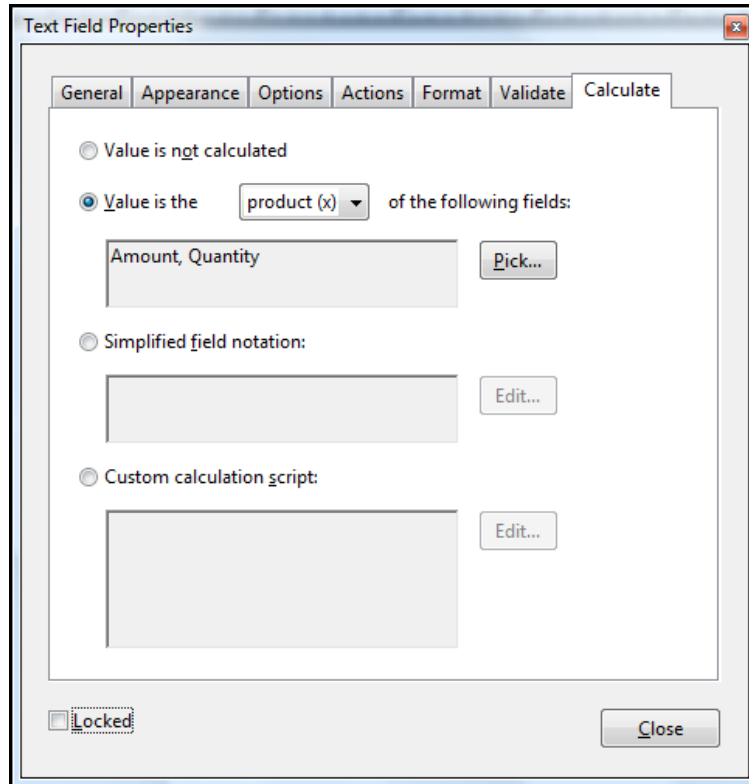 Text Field Properties
General Appearance Options Actions Format Validate Calculate
Value is not calculated
Value is the product (x) of the following fields:
Amount, Quantity
Pick...
Simplified field notation:
Edit...
Custom calculation script:
Edit...
Locked
Close